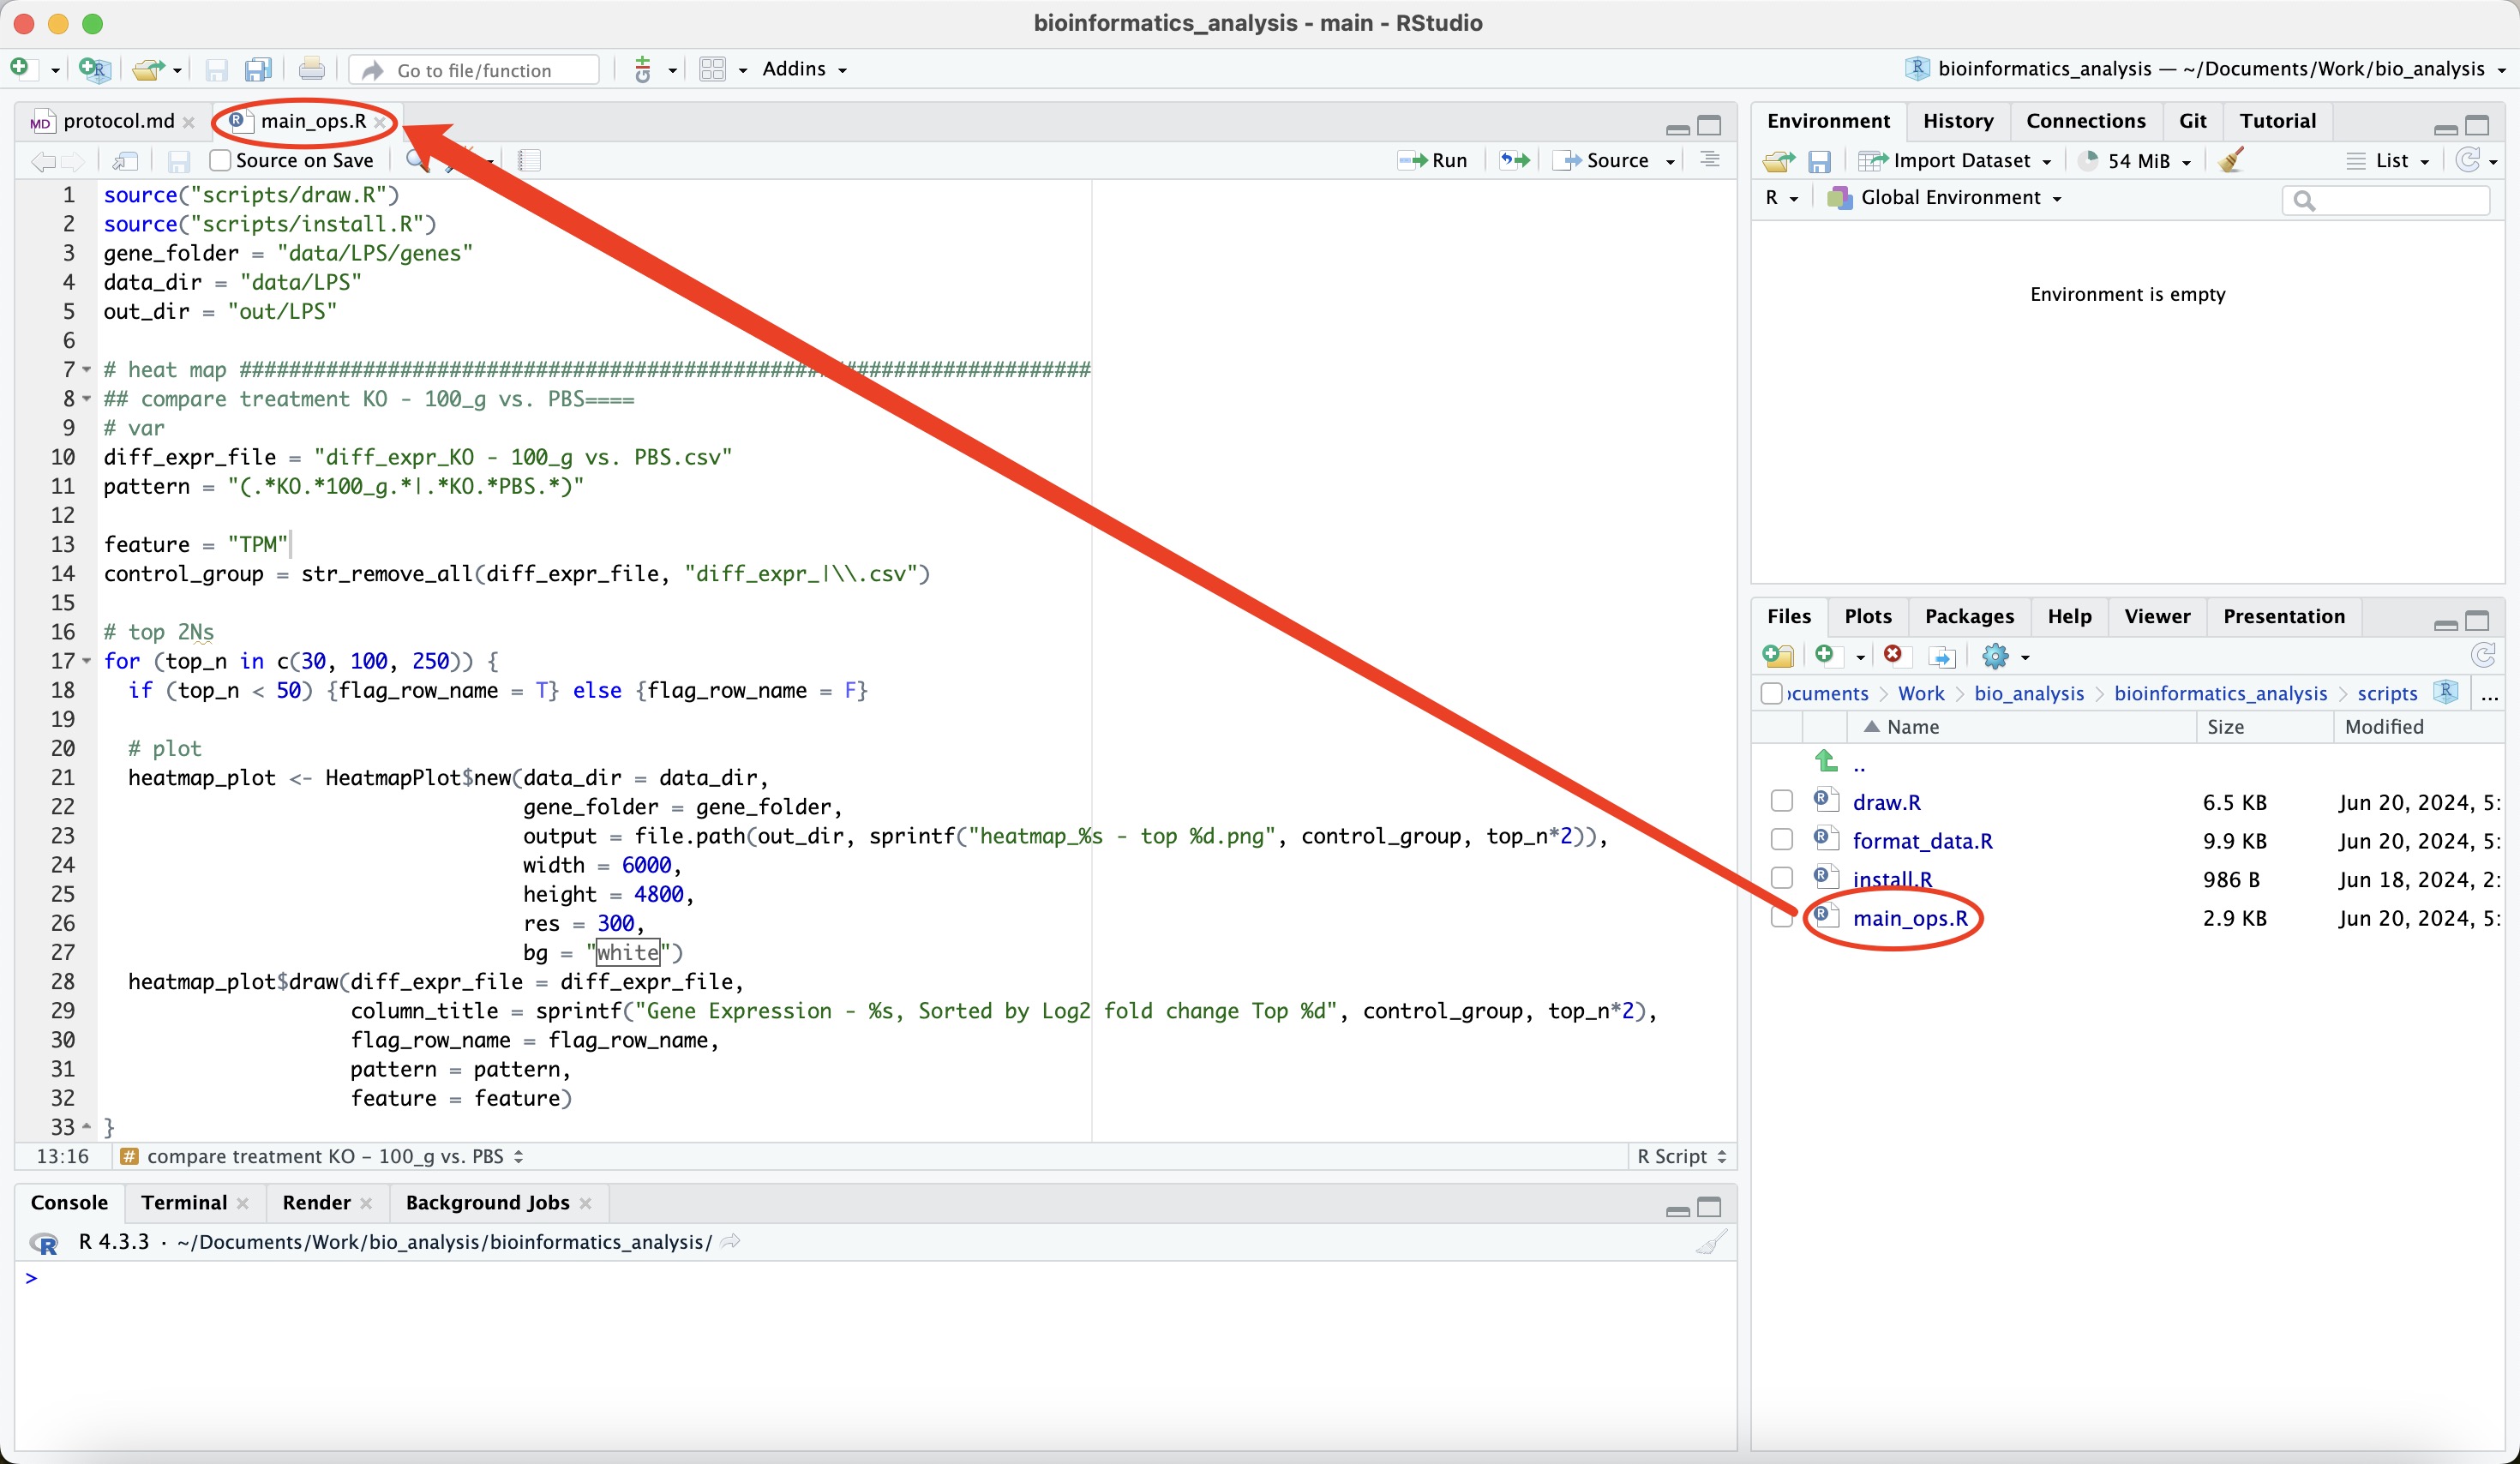 bioinformatics_analysis - main - RStudio
Go to file/function
Addins
bioinformatics_analysis — ~/Documents/Work/bio_analysis
protocol.md
main_ops.R
Source on Save
Run
Source
1 source("scripts/draw.R")
2 source("scripts/install.R")
3 gene_folder = "data/LPS/genes"
4 data_dir = "data/LPS"
5 out_dir = "out/LPS"
6
7 # heat map #####################################################################
8 ## compare treatment KO - 100_g vs. PBS====
9 # var
10 diff_expr_file = "diff_expr_KO - 100_g vs. PBS.csv"
11 pattern = "(.*KO.*100_g.*|.*KO.*PBS.*)"
12
13 feature = "TPM"
14 control_group = str_remove_all(diff_expr_file, "diff_expr_|\\.csv")
15
16 # top 2Ns
17 for (top_n in c(30, 100, 250)) {
18   if (top_n < 50) {flag_row_name = T} else {flag_row_name = F}
19
20   # plot
21   heatmap_plot <- HeatmapPlot$new(data_dir = data_dir,
22                                   gene_folder = gene_folder,
23                                   output = file.path(out_dir, sprintf("heatmap_%s - top %d.png", control_group, top_n*2)),
24                                   width = 6000,
25                                   height = 4800,
26                                   res = 300,
27                                   bg = "white")
28   heatmap_plot$draw(diff_expr_file = diff_expr_file,
29                     column_title = sprintf("Gene Expression - %s, Sorted by Log2 fold change Top %d", control_group, top_n*2),
30                     flag_row_name = flag_row_name,
31                     pattern = pattern,
32                     feature = feature)
33 }
13:16
# compare treatment KO - 100_g vs. PBS
R Script
Console
Terminal
Render
Background Jobs
R 4.3.3 · ~/Documents/Work/bio_analysis/bioinformatics_analysis/
>
Environment
History
Connections
Git
Tutorial
Import Dataset
54 MiB
List
R
Global Environment
Environment is empty
Files
Plots
Packages
Help
Viewer
Presentation
cuments
Work
bio_analysis
bioinformatics_analysis
scripts
...
Name
Size
Modified
..
draw.R 6.5 KB Jun 20, 2024, 5:
format_data.R 9.9 KB Jun 20, 2024, 5:
install.R 986 B Jun 18, 2024, 2:
main_ops.R 2.9 KB Jun 20, 2024, 5: